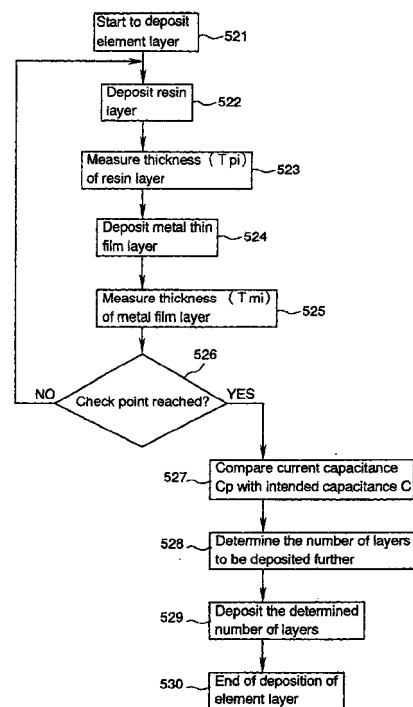 Start to deposit
element layer
521
Deposit resin
layer
522
Measure thickness (Tpi)
of resin layer
523
Deposit metal thin
film layer
524
Measure thickness (Tmi)
of metal film layer
525
526
NO
Check point reached?
YES
527
Compare current capacitance
Cp with intended capacitance C
528
Determine the number of layers
to be deposited further
529
Deposit the determined
number of layers
530
End of deposition of
element layer